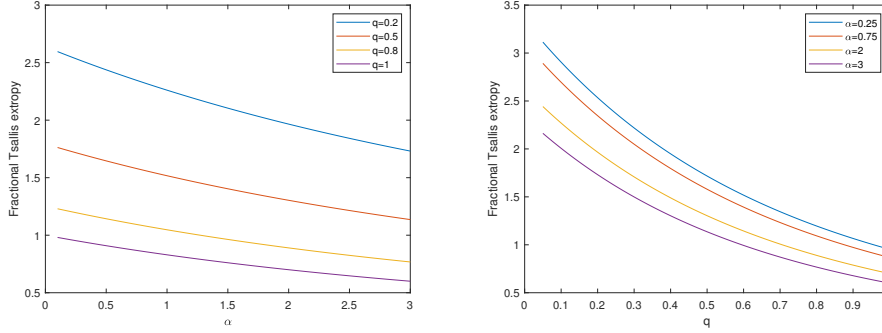 3
2.5
2
1.5
1
0.5
0
0.5
1
1.5
2
2.5
3
Fractional Tsallis extropy
α
q=0.2
q=0.5
q=0.8
q=1
3.5
3
2.5
2
1.5
1
0.5
0
0.1
0.2
0.3
0.4
0.5
0.6
0.7
0.8
0.9
Fractional Tsallis extropy
q
α=0.25
α=0.75
α=2
α=3